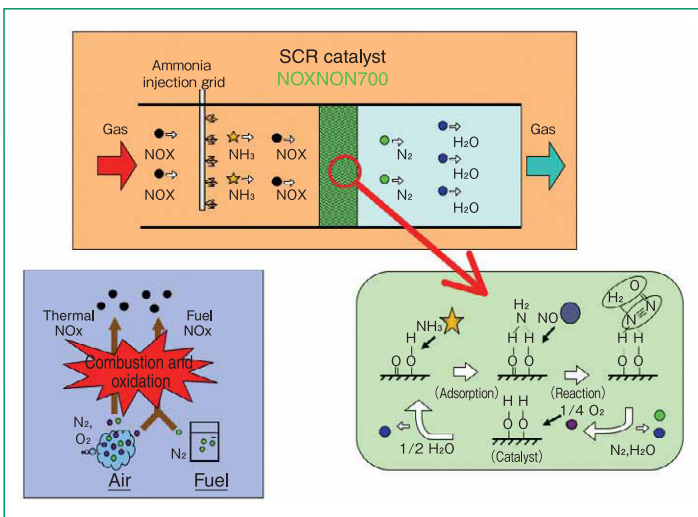 SCR catalyst
NOXNON700
Ammonia
injection grid
Gas
NOX
NOX
NH₃
NH₃
NOX
NOX
N₂
N₂
H₂O
H₂O
H₂O
Gas
Thermal
NOx
Fuel
NOx
Combustion and
oxidation
N₂,
O₂
N₂
Air
Fuel
NH₃
H
O O
(Adsorption)
H₂
N
NO
H H
O O
(Reaction)
H₂ O
N=N
H H
O O
H H
O O
(Catalyst)
1/4 O₂
1/2 H₂O
N₂,H₂O